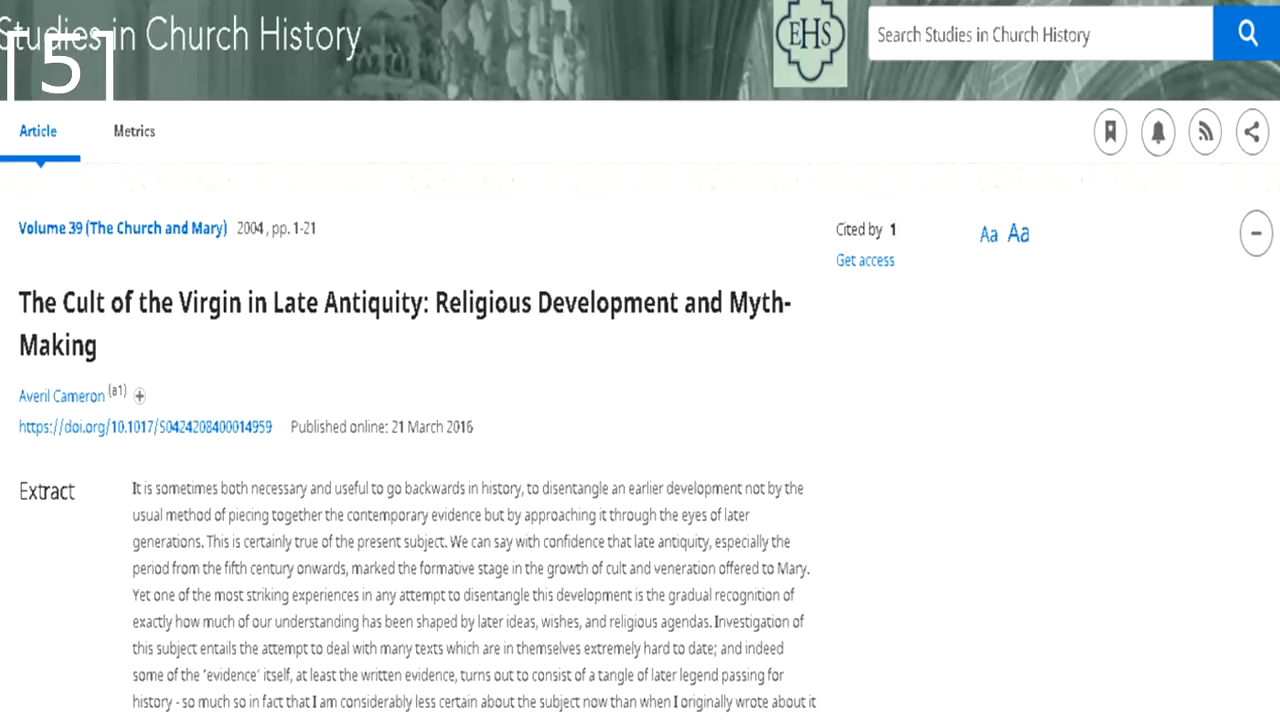 Studies in Church History
[5]
EHS
Search Studies in Church History
Article
Metrics
Volume 39 (The Church and Mary) 2004 , pp. 1-21
Cited by 1
Aa Aa
Get access
The Cult of the Virgin in Late Antiquity: Religious Development and Myth-
Making
Averil Cameron (a1)
https://doi.org/10.1017/S0424208400014959 Published online: 21 March 2016
Extract
It is sometimes both necessary and useful to go backwards in history, to disentangle an earlier development not by the
usual method of piecing together the contemporary evidence but by approaching it through the eyes of later
generations. This is certainly true of the present subject. We can say with confidence that late antiquity, especially the
period from the fifth century onwards, marked the formative stage in the growth of cult and veneration offered to Mary.
Yet one of the most striking experiences in any attempt to disentangle this development is the gradual recognition of
exactly how much of our understanding has been shaped by later ideas, wishes, and religious agendas. Investigation of
this subject entails the attempt to deal with many texts which are in themselves extremely hard to date; and indeed
some of the ‘evidence’ itself, at least the written evidence, turns out to consist of a tangle of later legend passing for
history - so much so in fact that I am considerably less certain about the subject now than when I originally wrote about it